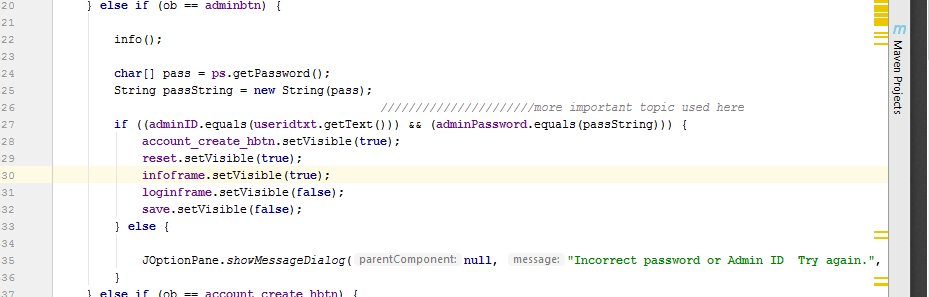 20 } else if (ob == adminbtn) {
21
22 info();
23
24 char[] pass = ps.getPassword();
25 String passString = new String(pass);
26 //////////////////////more important topic used here
27 if ((adminID.equals(useridtxt.getText())) && (adminPassword.equals(passString))) {
28 account_create_hbtn.setVisible(true);
29 reset.setVisible(true);
30 infoframe.setVisible(true);
31 loginframe.setVisible(false);
32 save.setVisible(false);
33 } else {
34
35 JOptionPane.showMessageDialog( parentComponent: null, message: "Incorrect password or Admin ID  Try again.",
36 }
37 } else if (ob == account_create_hbtn) {
m Maven Projects